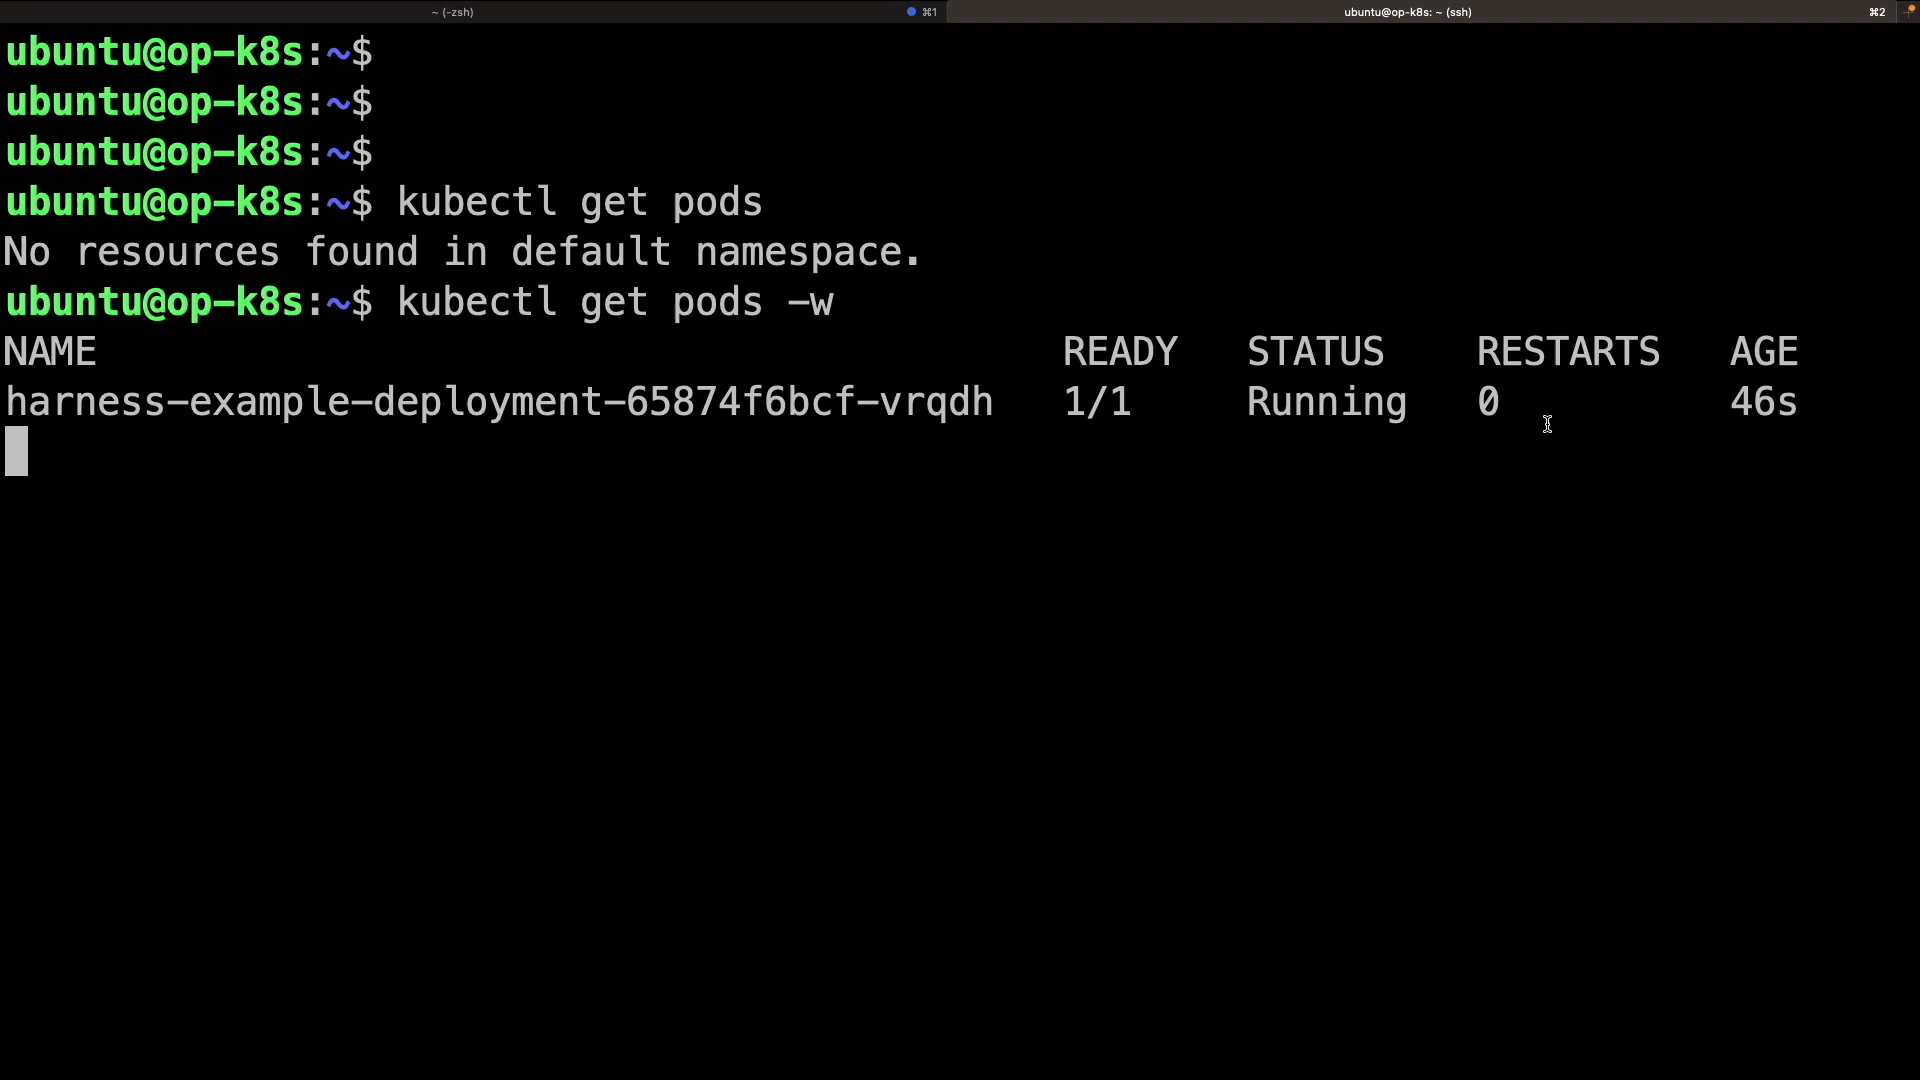 ~ (-zsh) ⌘1 ubuntu@op-k8s: ~ (ssh) ⌘2
ubuntu@op-k8s:~$
ubuntu@op-k8s:~$
ubuntu@op-k8s:~$
ubuntu@op-k8s:~$ kubectl get pods
No resources found in default namespace.
ubuntu@op-k8s:~$ kubectl get pods -w
NAME READY STATUS RESTARTS AGE
harness-example-deployment-65874f6bcf-vrqdh 1/1 Running 0 46s